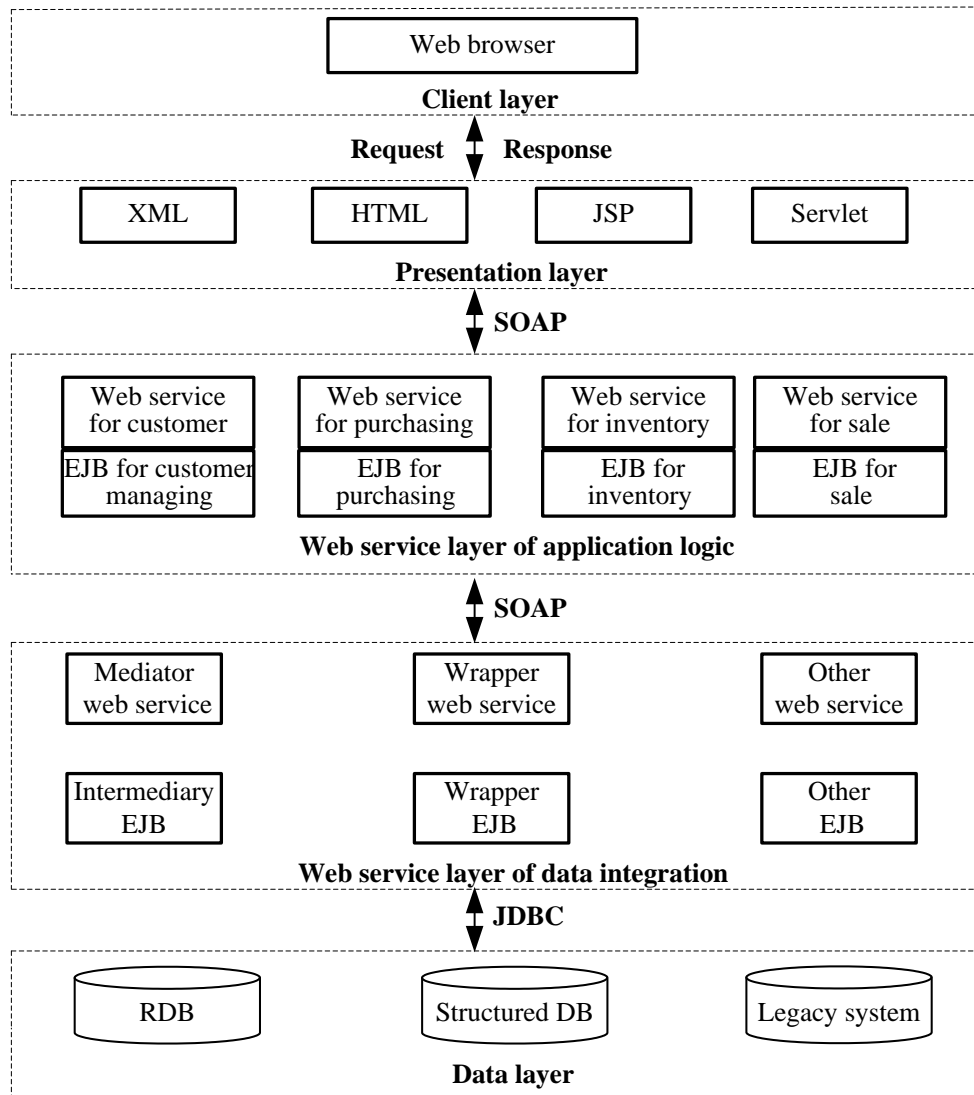 Web browser
Client layer
Request Response
XML HTML JSP Servlet
Presentation layer
SOAP
Web service
for customer
Web service
for purchasing
Web service
for inventory
Web service
for sale
EJB for customer
managing
EJB for
purchasing
EJB for
inventory
EJB for
sale
Web service layer of application logic
SOAP
Mediator
web service
Wrapper
web service
Other
web service
Intermediary
EJB
Wrapper
EJB
Other
EJB
Web service layer of data integration
JDBC
RDB
Structured DB
Legacy system
Data layer